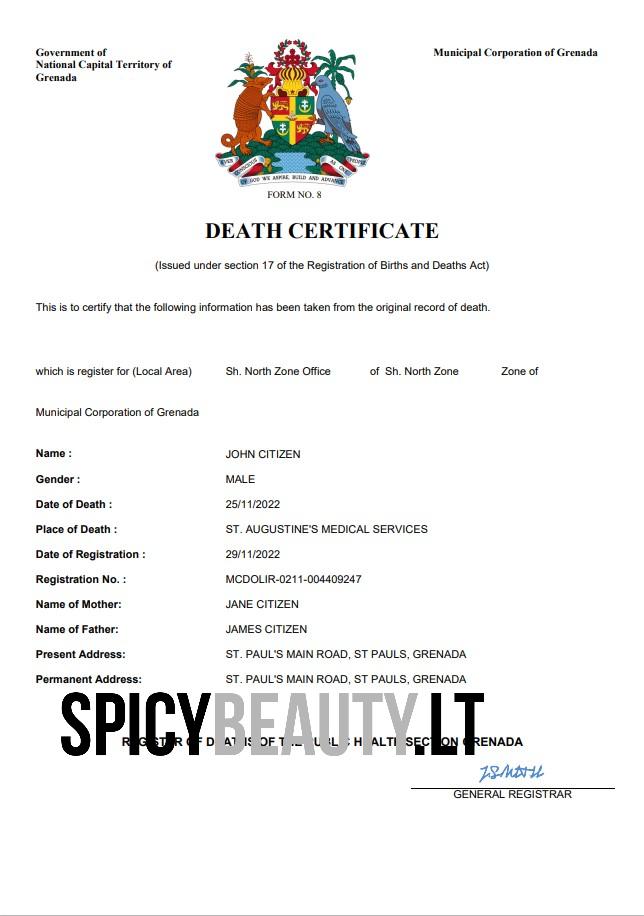 Government of
National Capital Territory of
Grenada
Municipal Corporation of Grenada
EVER CONSCIOUS OF GOD WE ASPIRE, BUILD AND ADVANCE AS ONE PEOPLE
FORM NO. 8
DEATH CERTIFICATE
(Issued under section 17 of the Registration of Births and Deaths Act)
This is to certify that the following information has been taken from the original record of death.
which is register for (Local Area) Sh. North Zone Office of Sh. North Zone Zone of
Municipal Corporation of Grenada
Name : JOHN CITIZEN
Gender : MALE
Date of Death : 25/11/2022
Place of Death : ST. AUGUSTINE'S MEDICAL SERVICES
Date of Registration : 29/11/2022
Registration No. : MCDOLIR-0211-004409247
Name of Mother: JANE CITIZEN
Name of Father: JAMES CITIZEN
Present Address: ST. PAUL'S MAIN ROAD, ST PAULS, GRENADA
Permanent Address: ST. PAUL'S MAIN ROAD, ST PAULS, GRENADA
SPICYBEAUTY.LT
REGISTER OF DEATHS OF THE PUBLIC HEALTH SECTION GRENADA
GENERAL REGISTRAR